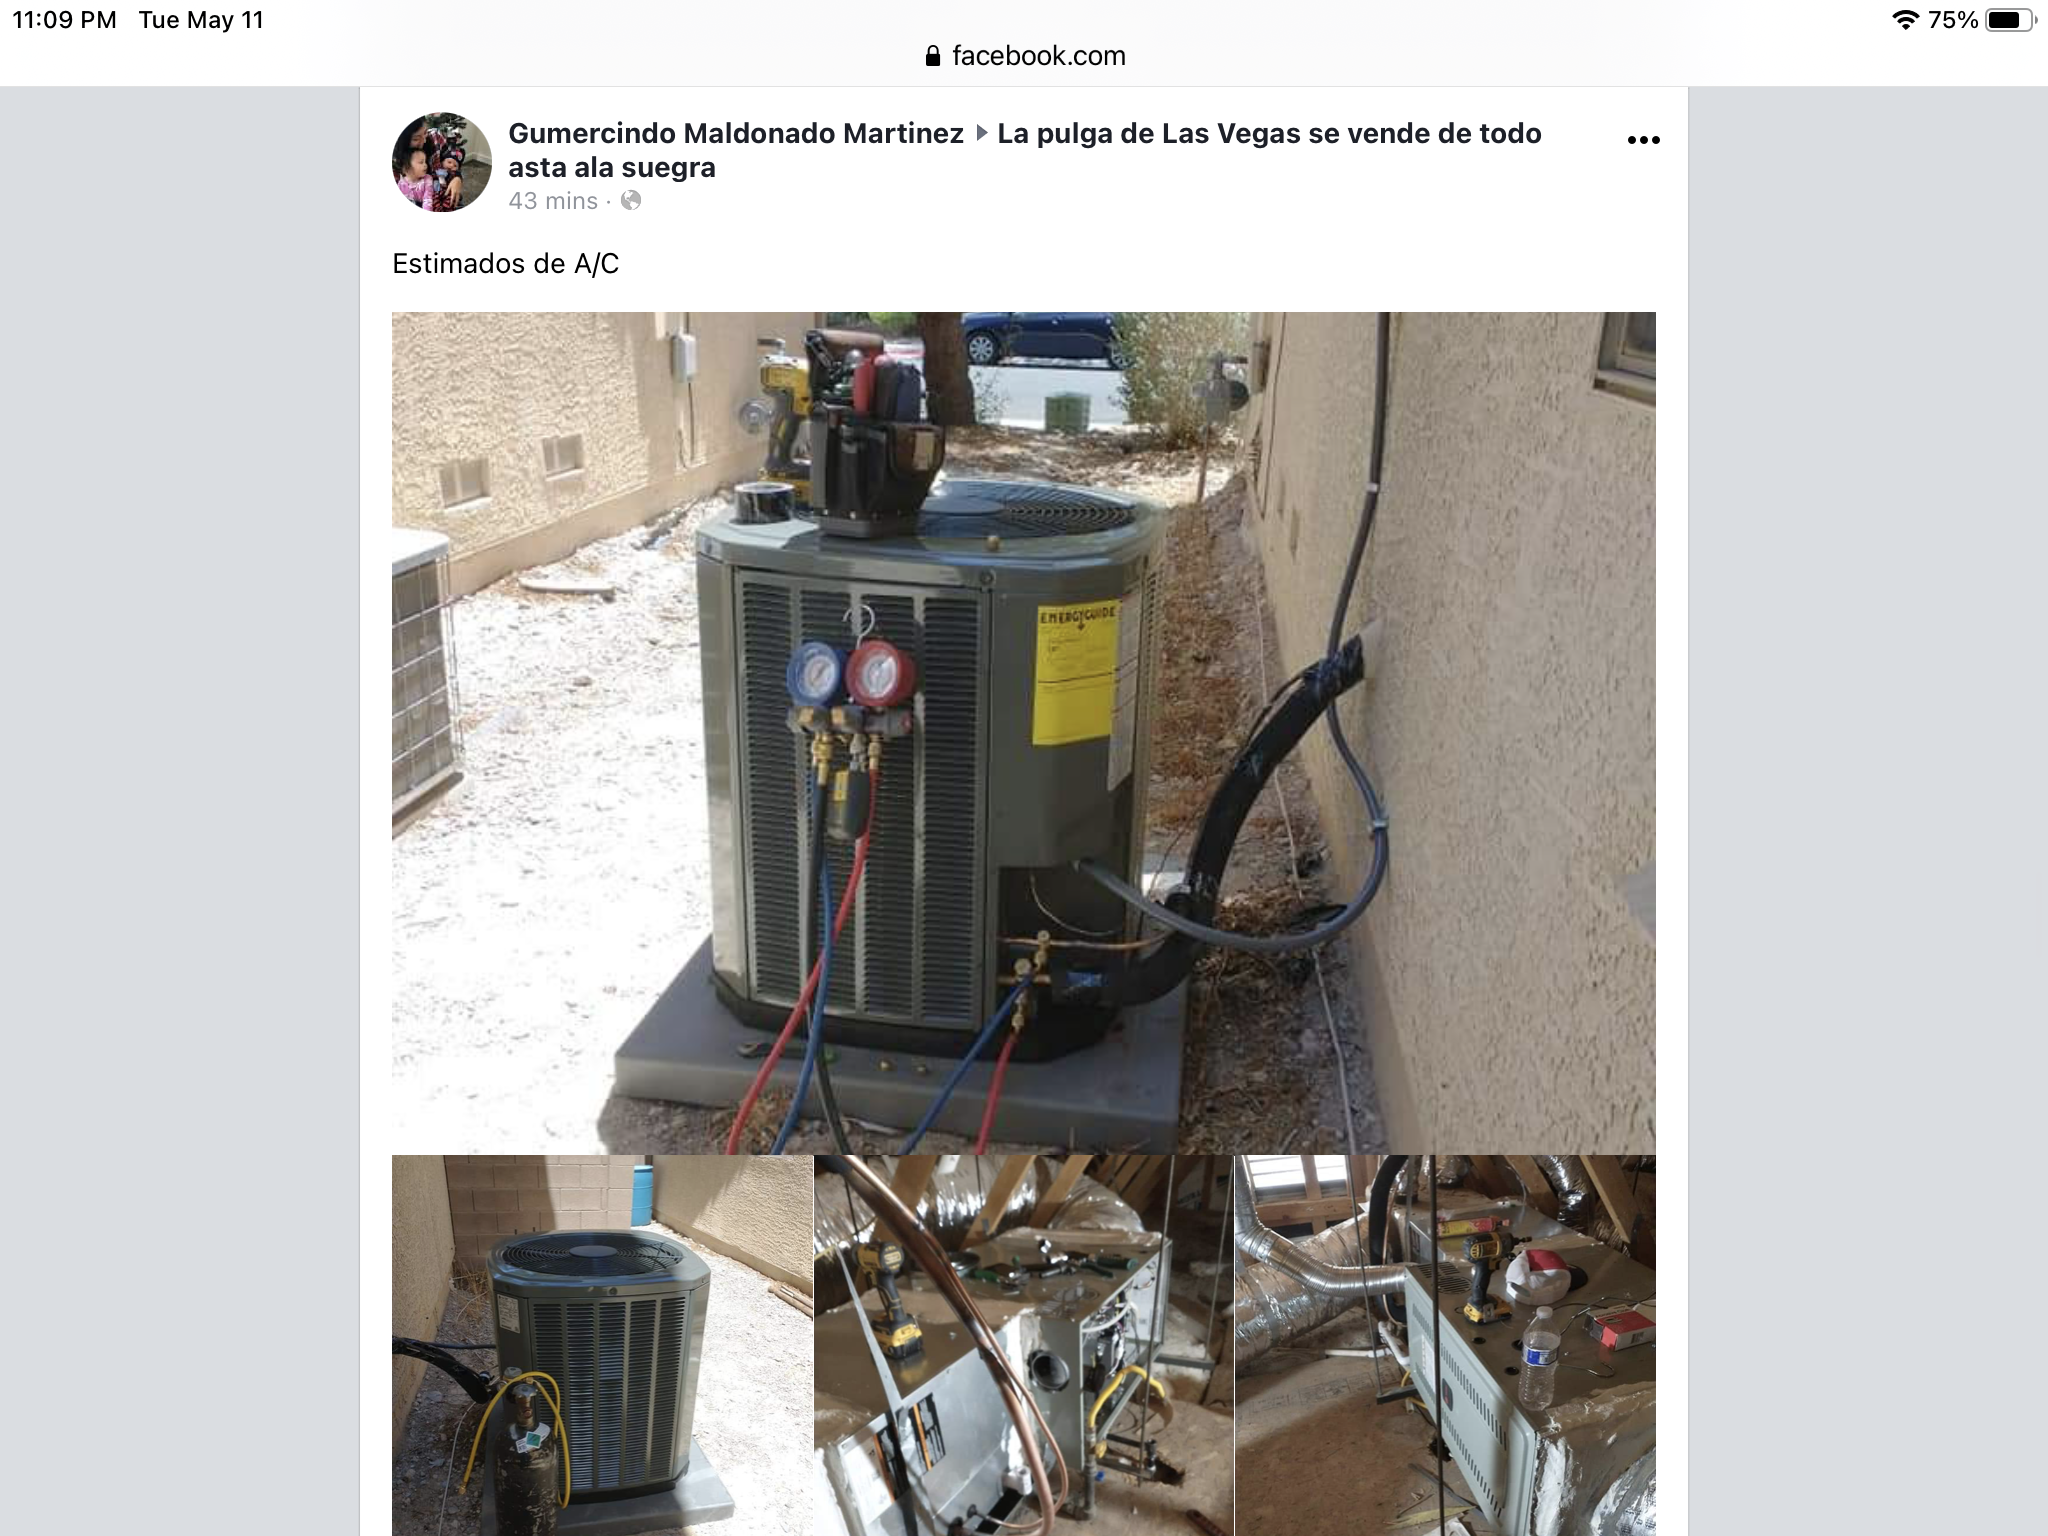 11:09 PM Tue May 11
75%
facebook.com
Gumercindo Maldonado Martinez ▸ La pulga de Las Vegas se vende de todo
asta ala suegra
43 mins ·
Estimados de A/C
ENERGYGUIDE